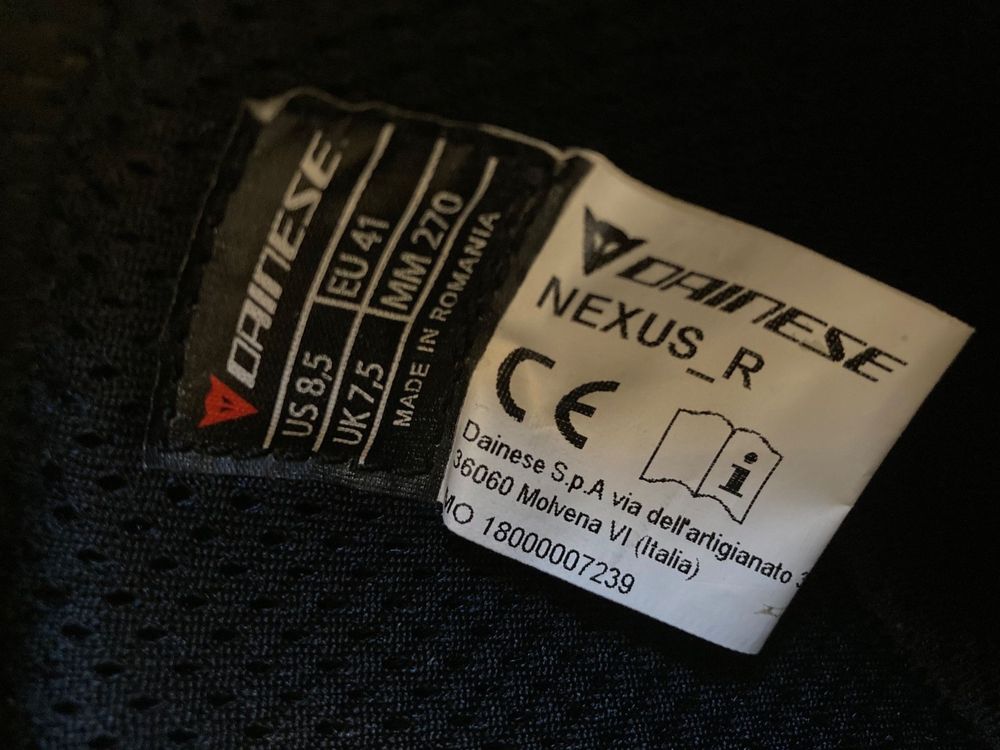 DAINESE
US 8,5 EU 41
UK 7,5 MM 270
MADE IN ROMANIA
DAINESE
NEXUS_R
CE
i
Dainese S.p.A via dell'artigianato
36060 Molvena VI (Italia)
MO 18000007239